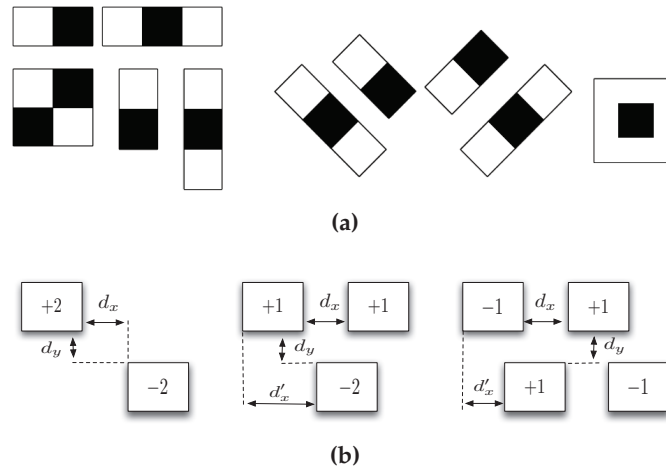 (a)
+2 dx dy −2
+1 dx +1 dy d′x −2
−1 dx +1 dy d′x +1 −1
(b)